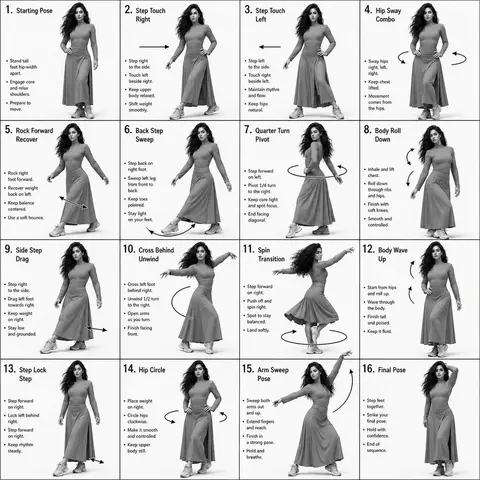 1. Starting Pose
• Stand tall
feet hip-width
apart.
• Engage core
and relax
shoulders.
• Prepare to
move.
2. Step Touch
Right
• Step right
to the side.
• Touch left
beside right.
• Keep upper
body relaxed.
• Shift weight
smoothly.
3. Step Touch
Left
• Step left
to the side.
• Touch right
beside left.
• Maintain rhythm
and flow.
• Keep hips
natural.
4. Hip Sway
Combo
• Sway hips
right, left,
right.
• Keep chest
lifted.
• Movement
comes from
the hips.
5. Rock Forward
Recover
• Rock right
foot forward.
• Recover weight
back on left.
• Keep balance
centered.
• Use a soft bounce.
6. Back Step
Sweep
• Step back on
right foot.
• Sweep left leg
from front to
back.
• Keep toes
pointed.
• Stay light on
your feet.
7. Quarter Turn
Pivot
• Step forward
on left.
• Pivot 1/4 turn
to the right.
• Keep core tight
and spot focus.
• End facing
diagonal.
8. Body Roll
Down
• Inhale and
lift chest.
• Roll down
through ribs
and hips.
• Finish with
soft knees.
• Smooth and
controlled.
9. Side Step
Drag
• Step right
to the side.
• Drag left foot
towards right.
• Keep weight
on right.
• Stay low
and grounded.
10. Cross Behind
Unwind
• Cross left foot
behind right.
• Unwind 1/2 turn
to the right.
• Open arms
as you turn.
• Finish facing
front.
11. Spin
Transition
• Step forward
on right.
• Push off and
spin right.
• Spot to stay
balanced.
• Land softly.
12. Body Wave
Up
• Start from hips
and roll up.
• Wave through
the body.
• Finish tall
and poised.
• Keep it fluid.
13. Step Lock
Step
• Step forward
on right.
• Lock left behind
right.
• Step forward
on right.
• Keep rhythm
steady.
14. Hip Circle
• Place weight
on right.
• Circle hips
clockwise.
• Make it smooth
and controlled.
• Keep upper
body still.
15. Arm Sweep
Pose
• Sweep both
arms out
and up.
• Extend fingers
and reach.
• Finish in
a strong pose.
• Hold and
breathe.
16. Final Pose
• Step feet
together.
• Strike your
final pose.
• Hold with
confidence.
• End of
sequence.